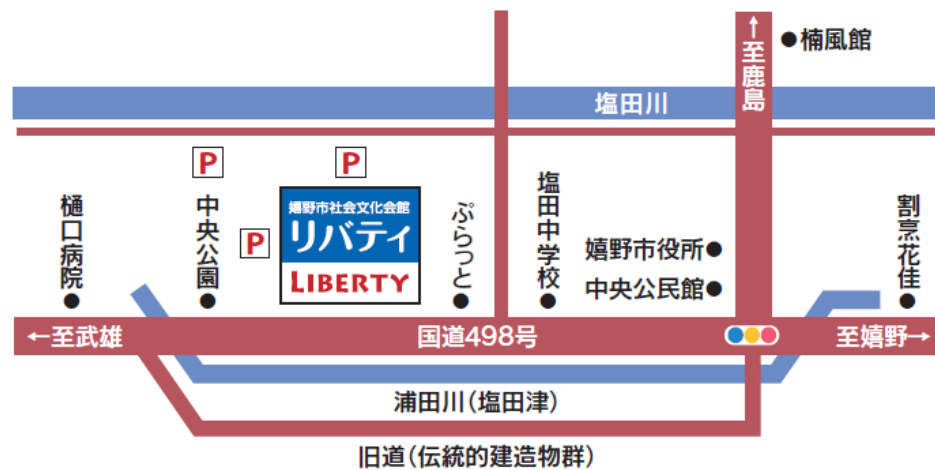 ↑至鹿島
●楠風館
塩田川
P
P
P
樋口病院●
中央公園●
嬉野市社会文化会館
リバティ
LIBERTY
ぷらっと●
塩田中学校●
嬉野市役所●
中央公民館●
割烹花佳●
←至武雄
国道498号
至嬉野→
浦田川(塩田津)
旧道(伝統的建造物群)